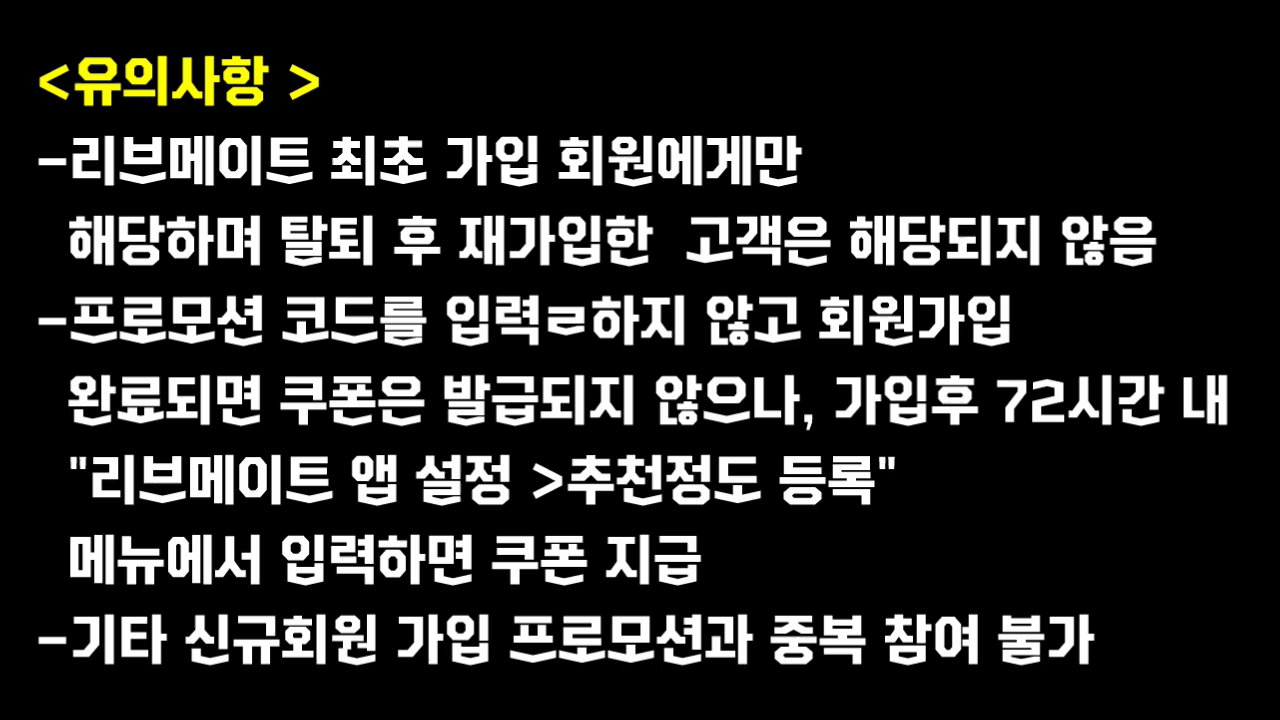 <유의사항 >
-리브메이트 최초 가입 회원에게만
해당하며 탈퇴 후 재가입한  고객은 해당되지 않음
-프로모션 코드를 입력ㄹ하지 않고 회원가입
완료되면 쿠폰은 발급되지 않으나, 가입후 72시간 내
"리브메이트 앱 설정 >추천정도 등록"
메뉴에서 입력하면 쿠폰 지급
-기타 신규회원 가입 프로모션과 중복 참여 불가